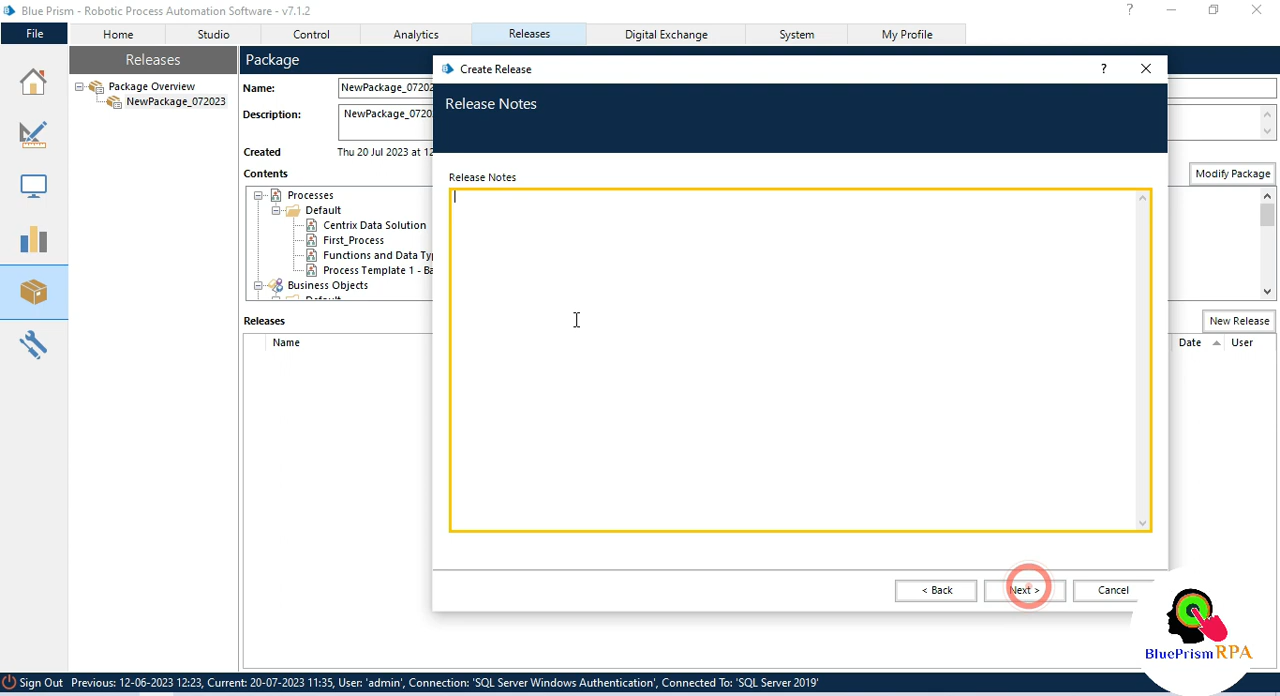 Blue Prism - Robotic Process Automation Software - v7.1.2
?
File Home Studio Control Analytics Releases Digital Exchange System My Profile
Releases
Package Overview
NewPackage_072023
Package
Name: NewPackage_07202
Description: NewPackage_0720
Created Thu 20 Jul 2023 at 12
Contents
Modify Package
Processes
Default
Centrix Data Solution
First_Process
Functions and Data Ty
Process Template 1 - Ba
Business Objects
Default
Releases
New Release
Name Date User
Create Release ?
Release Notes
Release Notes
< Back Next > Cancel
BluePrism RPA
Sign Out Previous: 12-06-2023 12:23, Current: 20-07-2023 11:35, User: 'admin', Connection: 'SQL Server Windows Authentication', Connected To: 'SQL Server 2019'